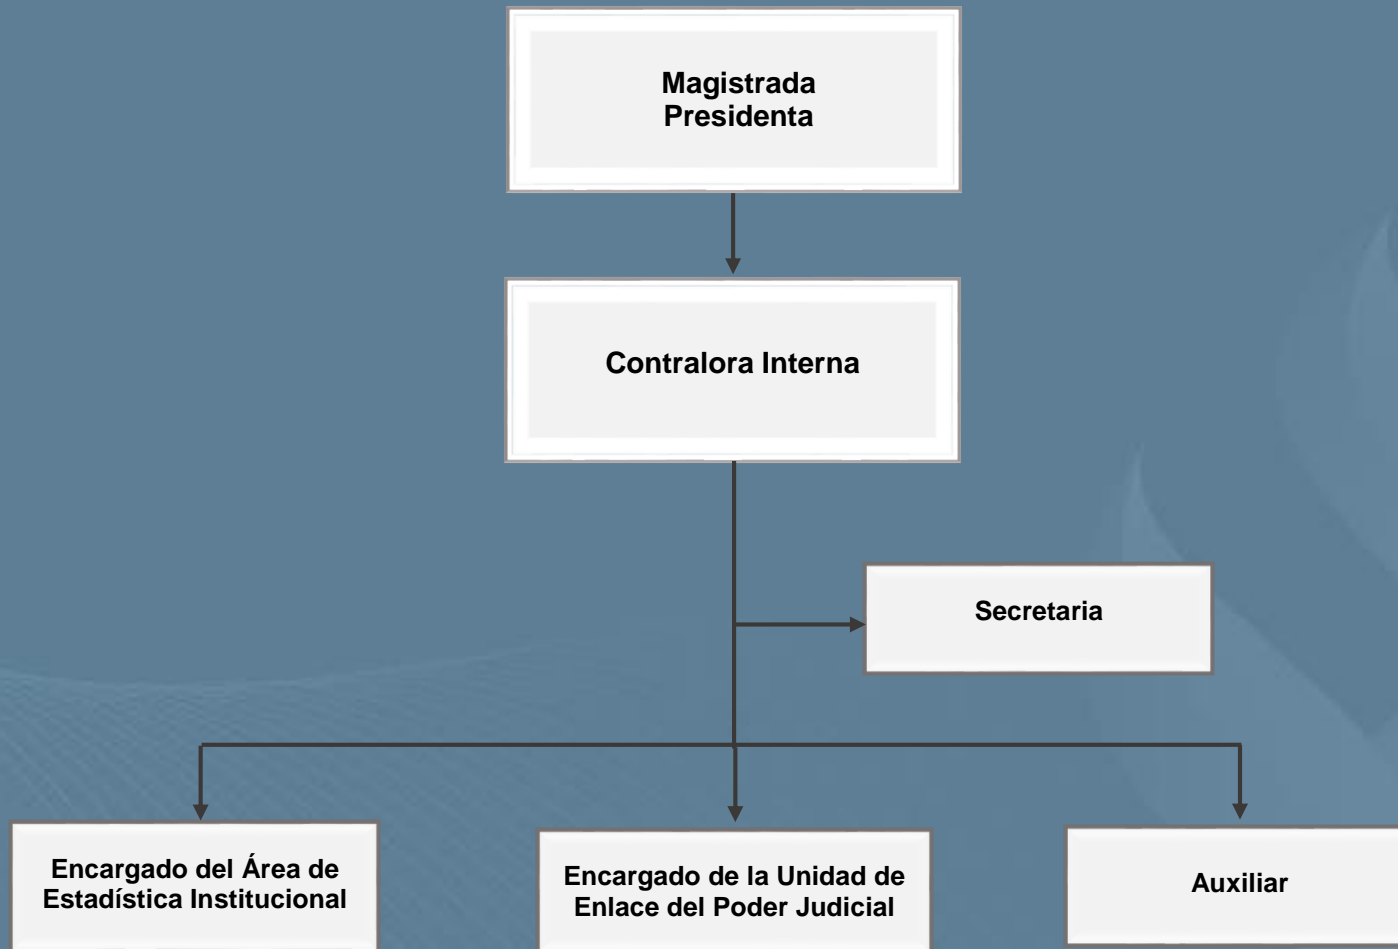 Magistrada
Presidenta
Contralora Interna
Secretaria
Encargado del Área de
Estadística Institucional
Encargado de la Unidad de
Enlace del Poder Judicial
Auxiliar